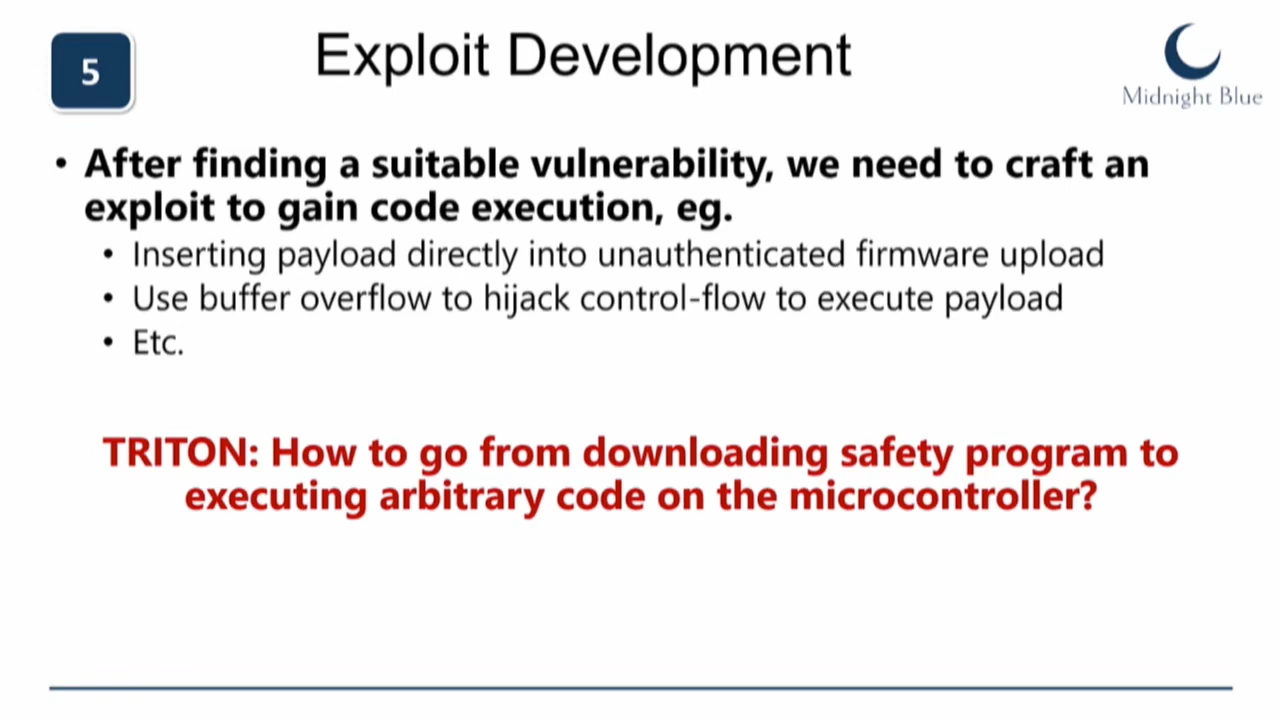 5
Exploit Development
Midnight Blue
• After finding a suitable vulnerability, we need to craft an
exploit to gain code execution, eg.
• Inserting payload directly into unauthenticated firmware upload
• Use buffer overflow to hijack control-flow to execute payload
• Etc.
TRITON: How to go from downloading safety program to
executing arbitrary code on the microcontroller?